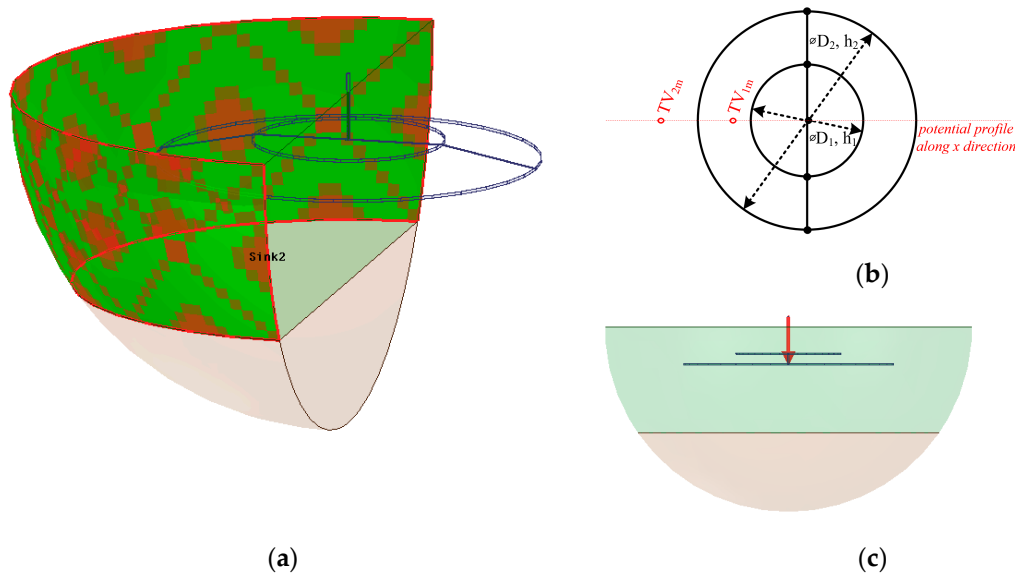 Sink2
(a)
⌀D2, h2
TV2m
TV1m
⌀D1, h1
potential profile
along x direction
(b)
(c)